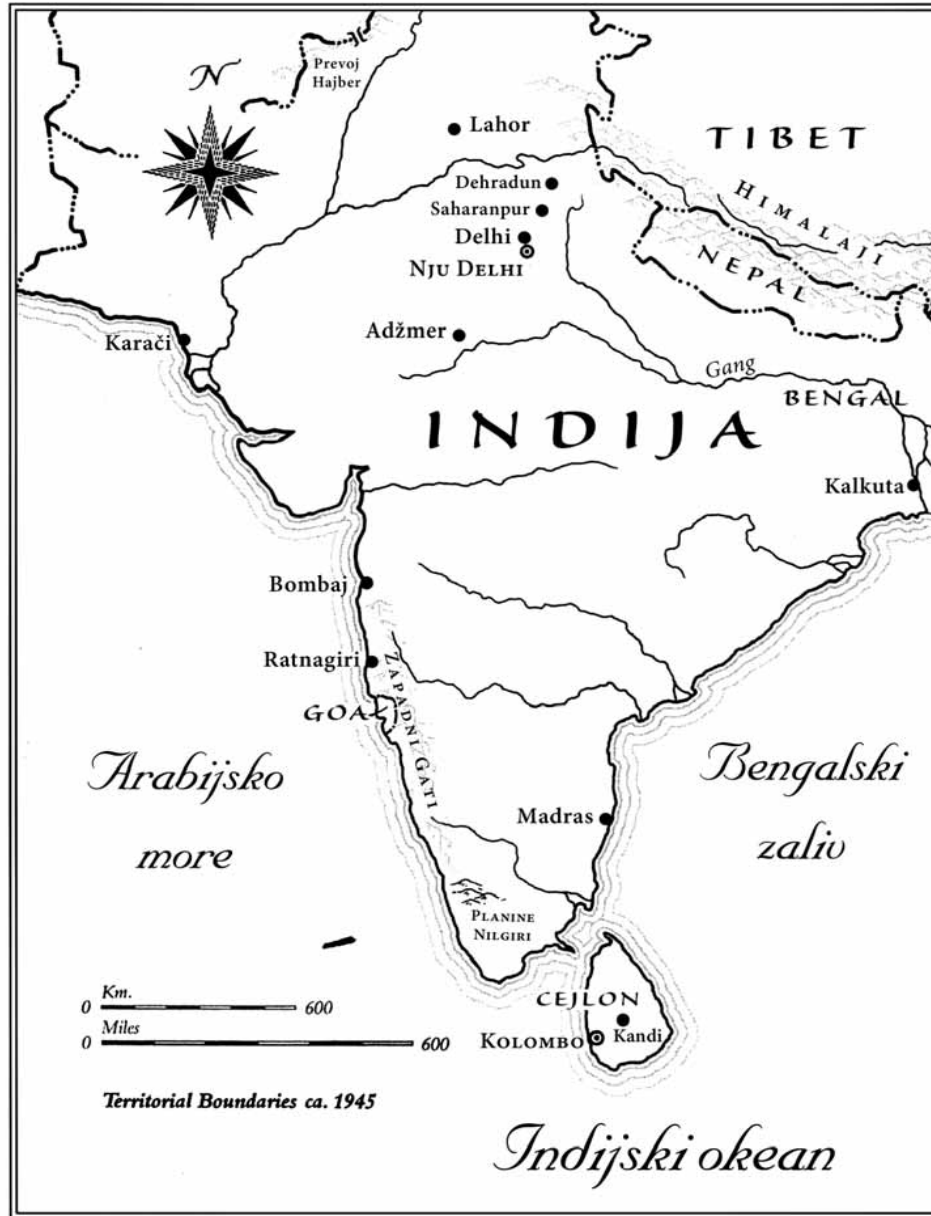 N
Prevoj
Hajber
Lahor
TIBET
Dehradun
HIMALAJI
Saharanpur
Delhi
NJU DELHI
NEPAL
Karači
Adžmer
Gang
BENGAL
INDIJA
Kalkuta
Bombaj
Ratnagiri
ZAPADNI GATI
GOA
Arabijsko
more
Bengalski
zaliv
Madras
PLANINE
NILGIRI
CEJLON
KOLOMBO
Kandi
Km.
0 600
Miles
0 600
Territorial Boundaries ca. 1945
Indijski okean